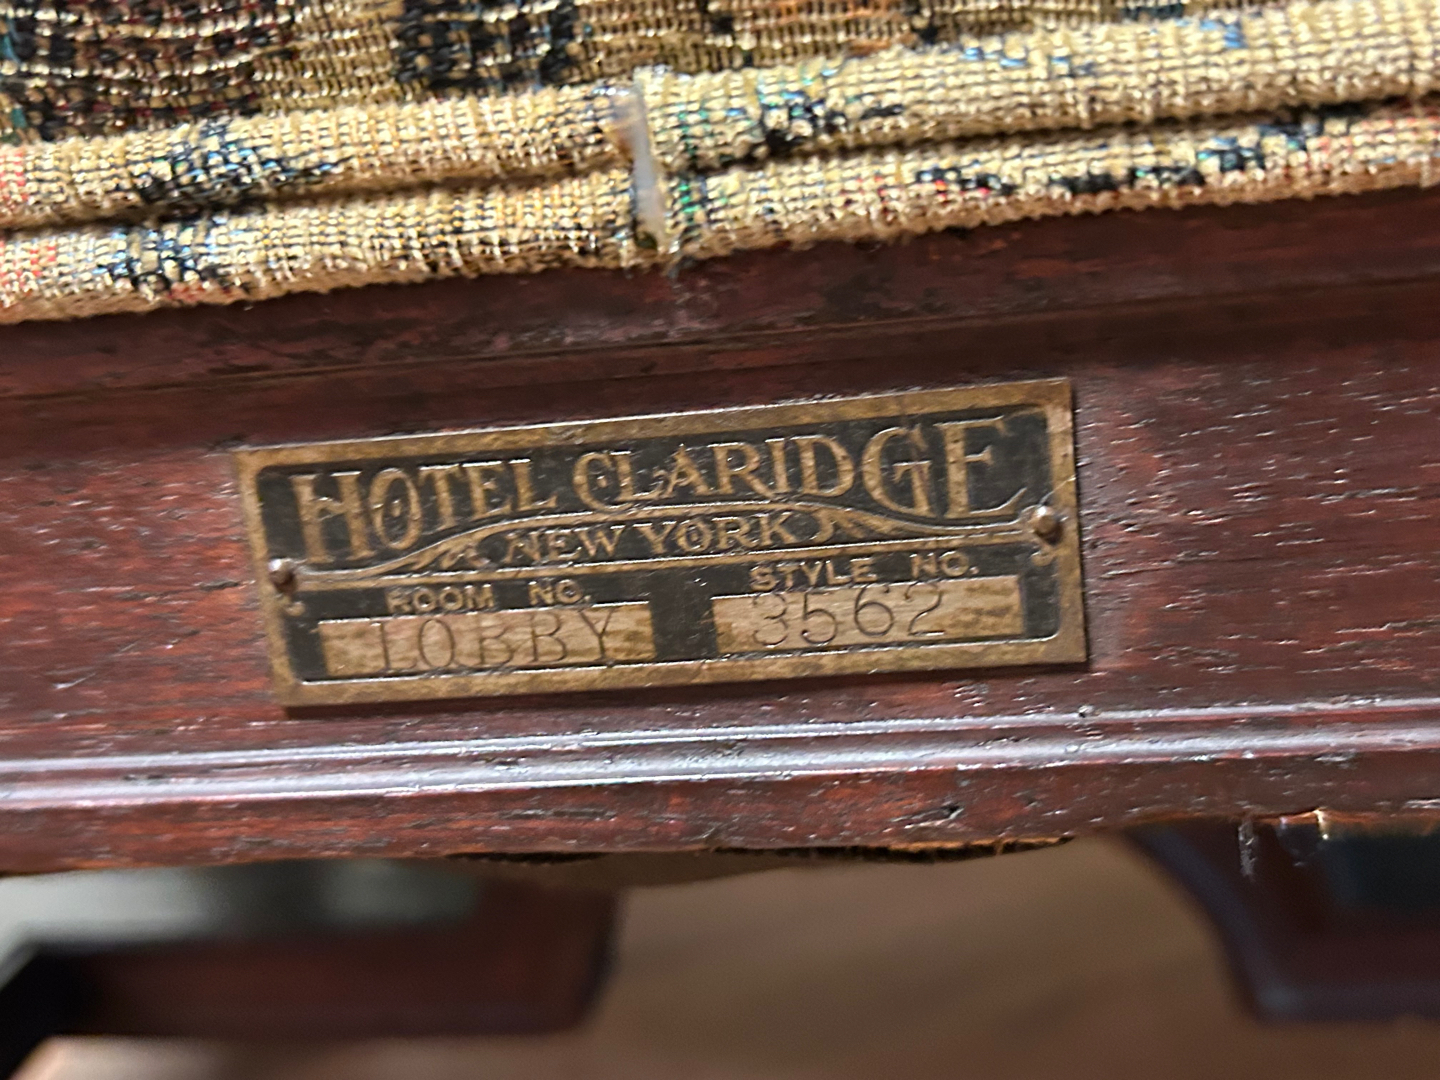 HOTEL CLARIDGE
NEW YORK
ROOM NO. STYLE NO.
LOBBY 3562